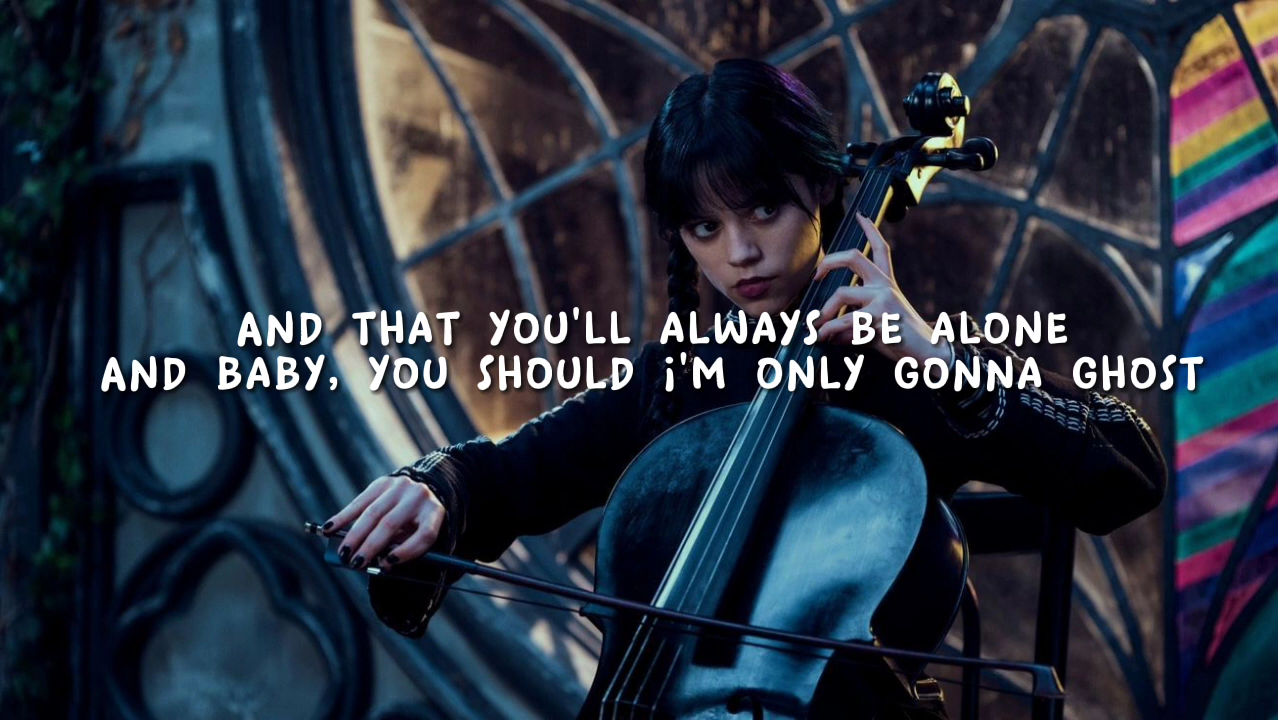 AND THAT YOU'LL ALWAYS BE ALONE
AND BABY, YOU SHOULD i'M ONLY GONNA GHOST